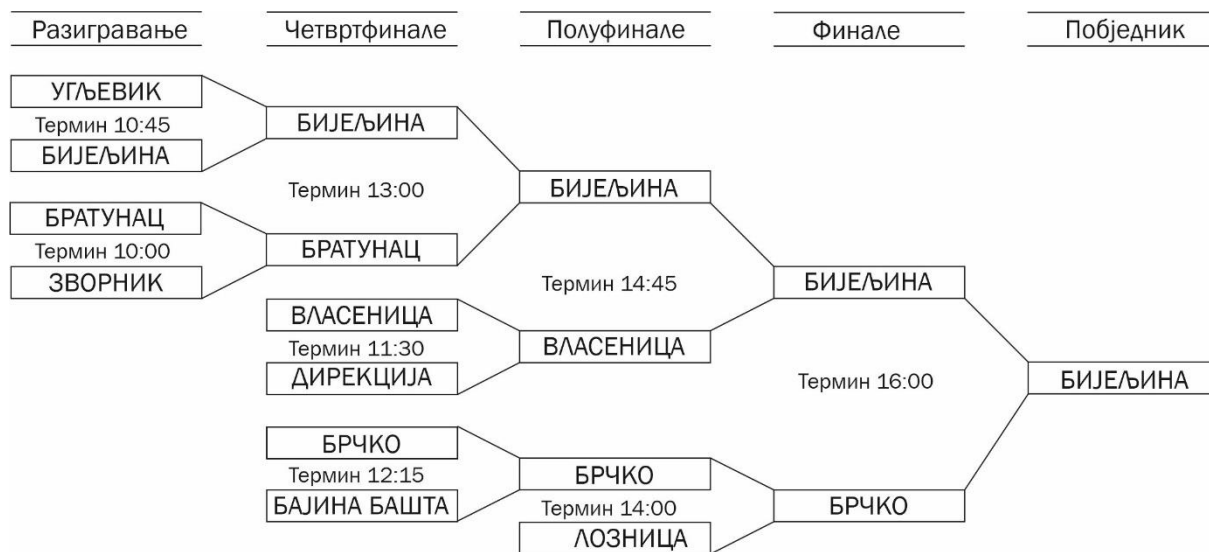 Разигравање
Четвртфинале
Полуфинале
Финале
Побједник
УГЉЕВИК
Термин 10:45
БИЈЕЉИНА
БРАТУНАЦ
Термин 10:00
ЗВОРНИК
БИЈЕЉИНА
Термин 13:00
БРАТУНАЦ
ВЛАСЕНИЦА
Термин 11:30
ДИРЕКЦИЈА
БРЧКО
Термин 12:15
БАЈИНА БАШТА
БИЈЕЉИНА
Термин 14:45
ВЛАСЕНИЦА
БРЧКО
Термин 14:00
ЛОЗНИЦА
БИЈЕЉИНА
Термин 16:00
БРЧКО
БИЈЕЉИНА